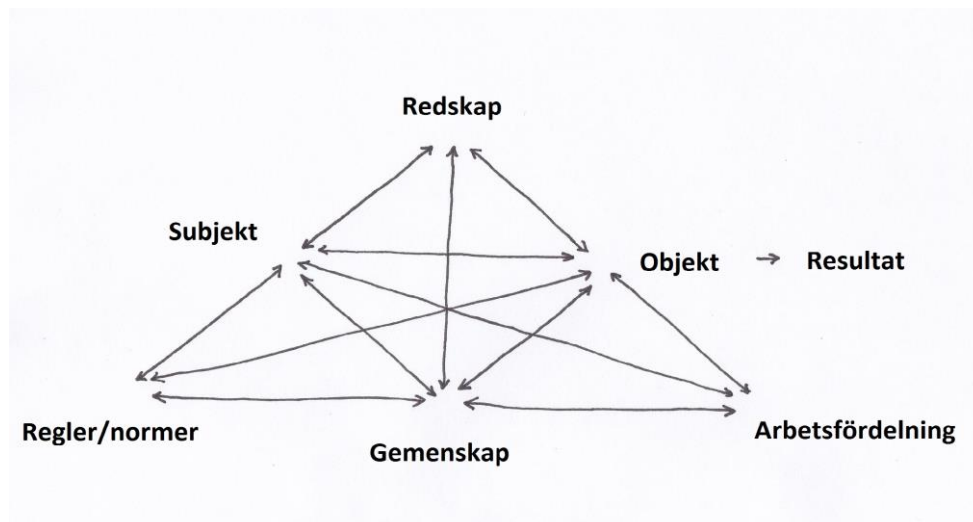 Redskap
Subjekt
Objekt
Resultat
Regler/normer
Gemenskap
Arbetsfördelning